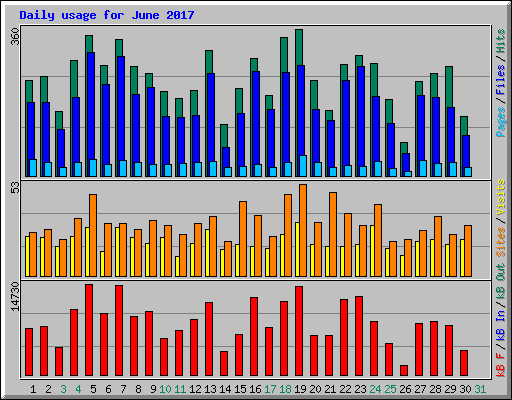 Daily usage for June 2017
360
53
14730
Pages / Files / Hits
Sites / Visits
kB F / kB In / kB Out
1 2 3 4 5 6 7 8 9 10 11 12 13 14 15 16 17 18 19 20 21 22 23 24 25 26 27 28 29 30 31